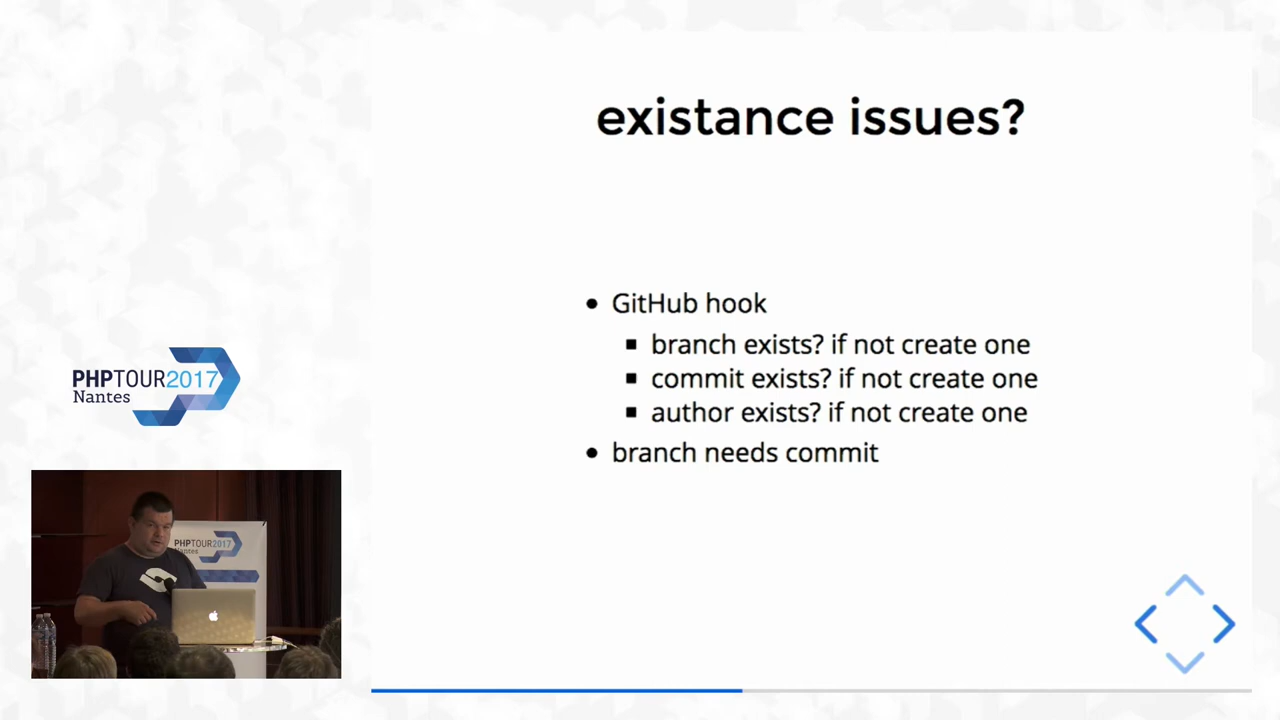 existance issues?
GitHub hook
branch exists? if not create one
commit exists? if not create one
author exists? if not create one
branch needs commit
PHPTOUR2017
Nantes
PHPTOUR2017
Nantes